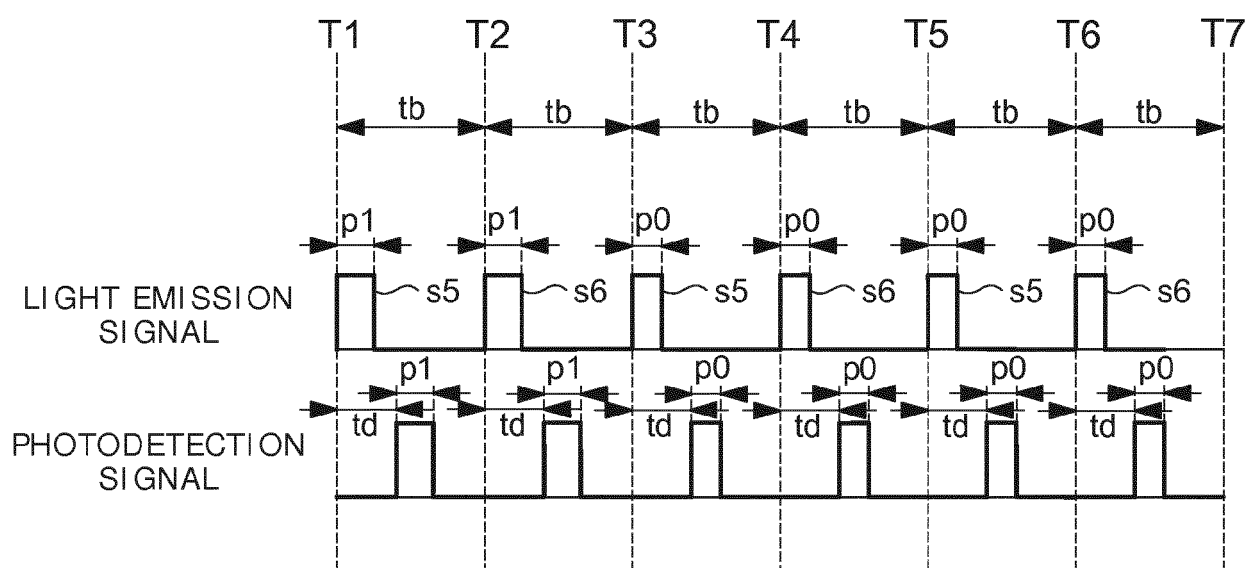 T1 T2 T3 T4 T5 T6 T7
tb tb tb tb tb tb
p1 p1 p0 p0 p0 p0
LIGHT EMISSION
SIGNAL
s5 s6 s5 s6 s5 s6
p1 p1 p0 p0 p0 p0
td td td td td td
PHOTODETECTION
SIGNAL